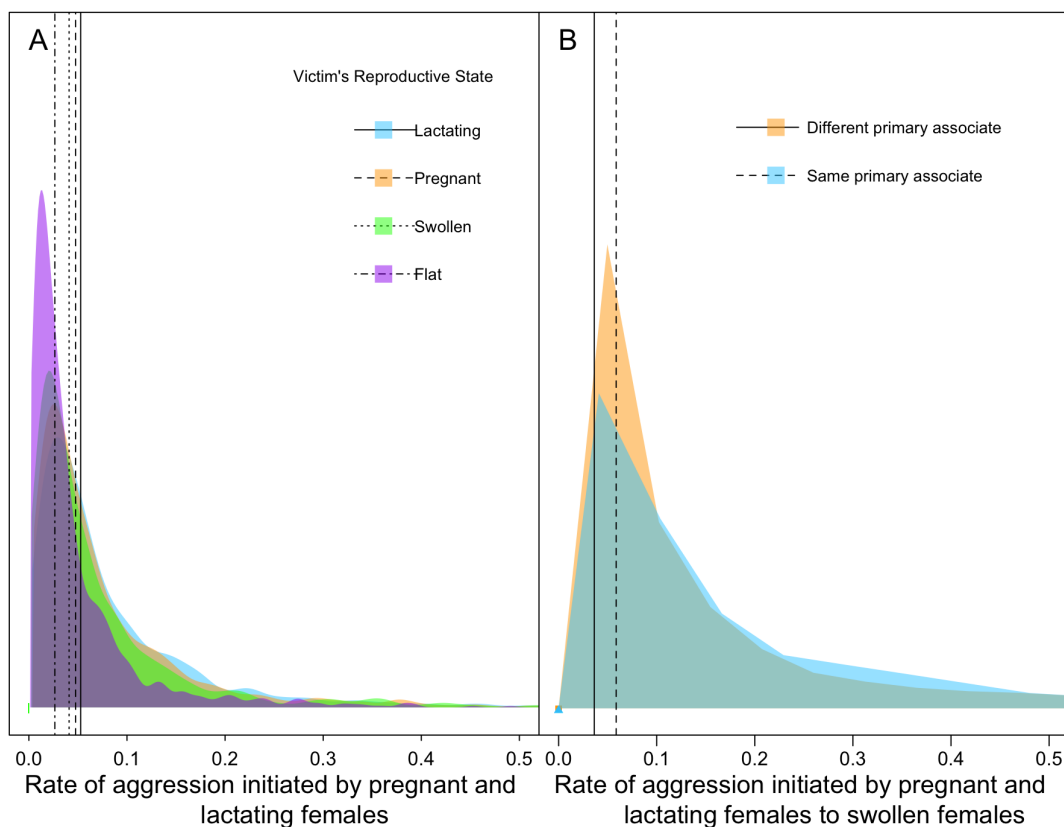 A
Victim's Reproductive State
Lactating
Pregnant
Swollen
Flat
0.0 0.1 0.2 0.3 0.4 0.5
Rate of aggression initiated by pregnant and
lactating females
B
Different primary associate
Same primary associate
0.0 0.1 0.2 0.3 0.4 0.5
Rate of aggression initiated by pregnant and
lactating females to swollen females